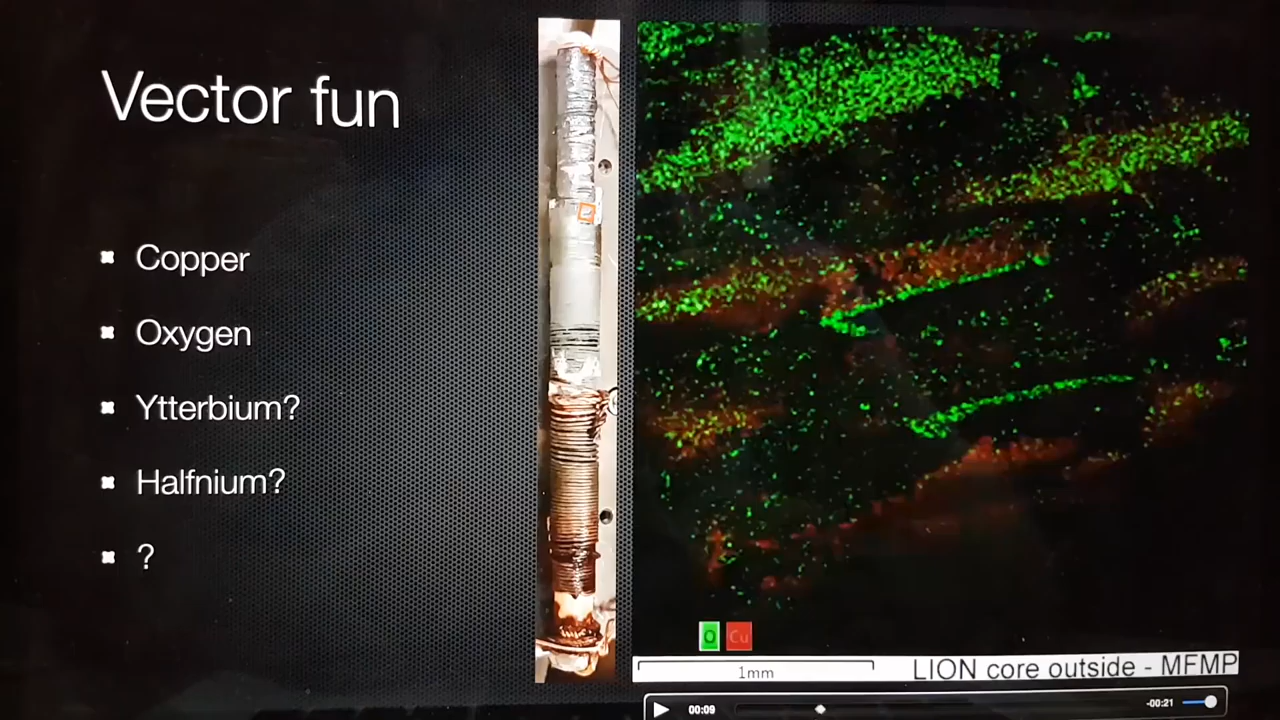 Vector fun
Copper
Oxygen
Ytterbium?
Halfnium?
?
O Cu
1mm
LION core outside - MFMP
00:09
-00:21